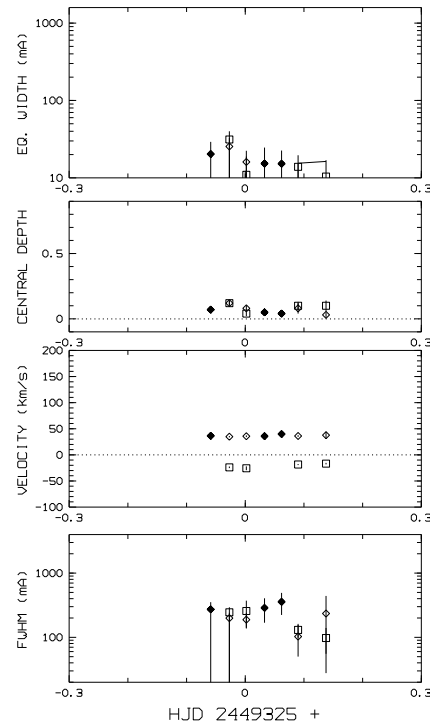 1000
100
10
EQ. WIDTH (mA)
-0.3 0 0.3
0.5
0
CENTRAL DEPTH
-0.3 0 0.3
200
150
100
50
0
-50
-100
VELOCITY (km/s)
-0.3 0 0.3
1000
100
FWHM (mA)
-0.3 0 0.3
HJD 2449325 +